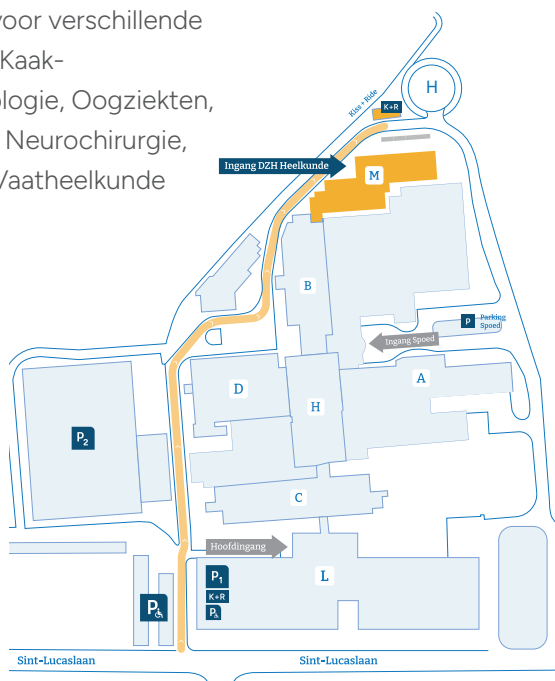 voor verschillende
Kaak-
ologie, Oogziekten,
Neurochirurgie,
Vaatheelkunde
H
Kiss + Ride
K+R
Ingang DZH Heelkunde
M
B
P
Parking
Spoed
Ingang Spoed
A
D
H
P2
C
Hoofdingang
L
P1
K+R
P
P
Sint-Lucaslaan
Sint-Lucaslaan